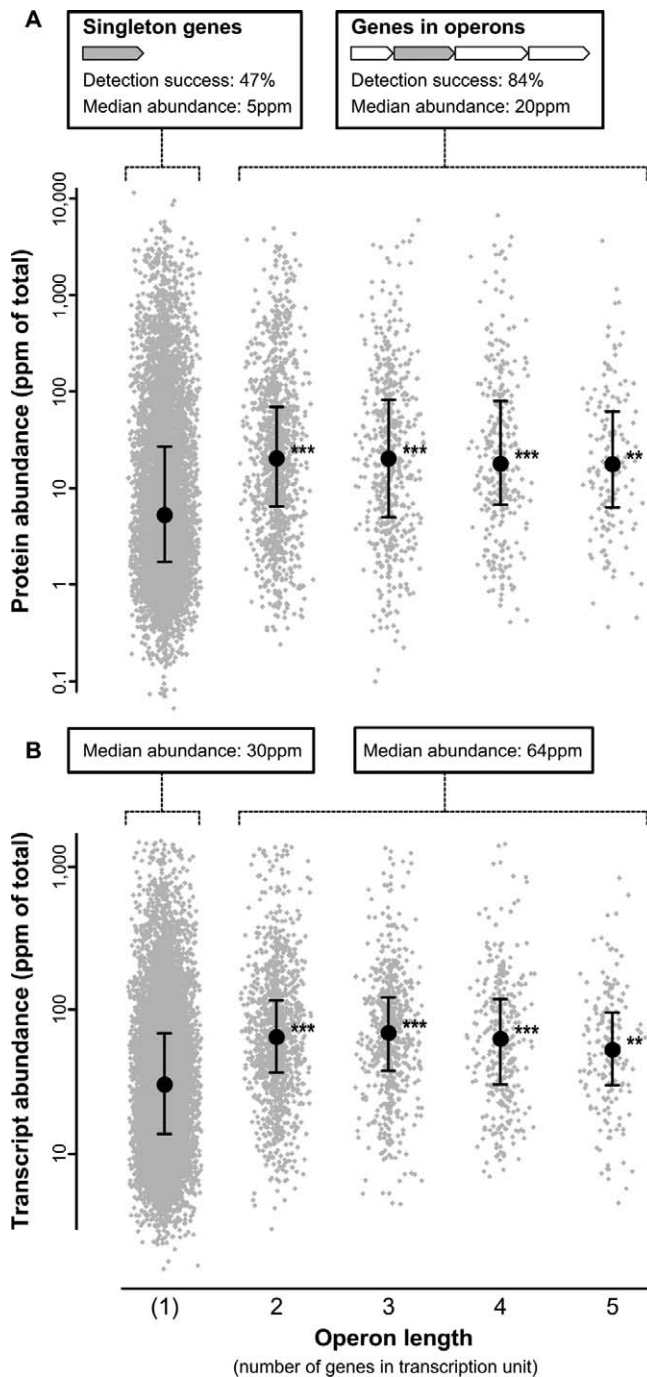 A
Singleton genes
Detection success: 47%
Median abundance: 5ppm
Genes in operons
Detection success: 84%
Median abundance: 20ppm
Protein abundance (ppm of total)
10,000
1,000
100
10
1
0.1
***
***
***
**
B
Median abundance: 30ppm
Median abundance: 64ppm
Transcript abundance (ppm of total)
1,000
100
10
***
***
***
**
(1) 2 3 4 5
Operon length
(number of genes in transcription unit)